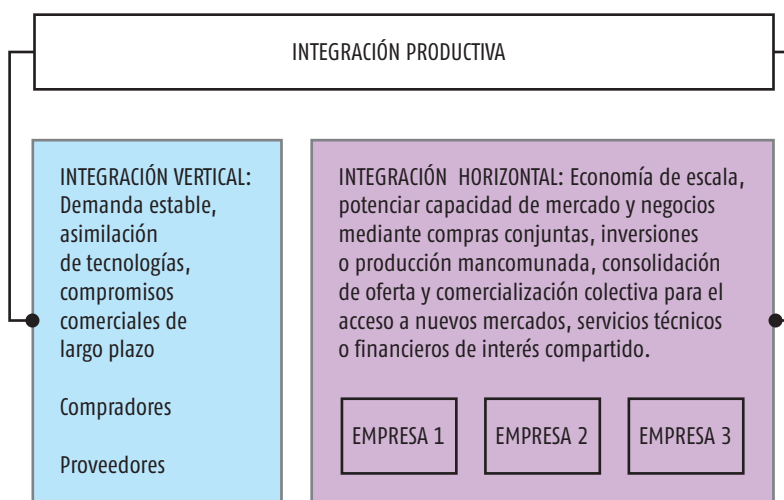 INTEGRACIÓN PRODUCTIVA
INTEGRACIÓN VERTICAL:
Demanda estable,
asimilación
de tecnologías,
compromisos
comerciales de
largo plazo
Compradores
Proveedores
INTEGRACIÓN HORIZONTAL: Economía de escala,
potenciar capacidad de mercado y negocios
mediante compras conjuntas, inversiones
o producción mancomunada, consolidación
de oferta y comercialización colectiva para el
acceso a nuevos mercados, servicios técnicos
o financieros de interés compartido.
EMPRESA 1
EMPRESA 2
EMPRESA 3